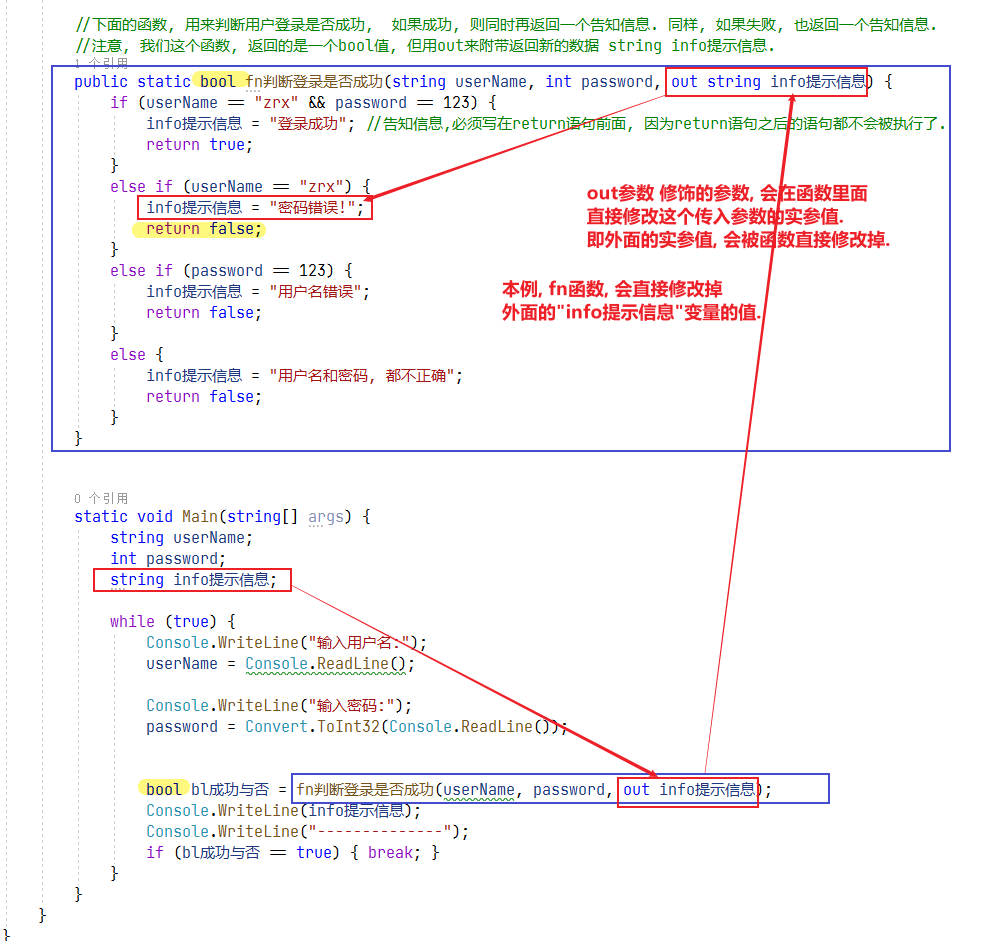 //下面的函数, 用来判断用户登录是否成功, 如果成功, 则同时再返回一个告知信息. 同样, 如果失败, 也返回一个告知信息.
//注意, 我们这个函数, 返回的是一个bool值, 但用out来附带返回新的数据 string info提示信息.
1 个引用
public static bool fn判断登录是否成功(string userName, int password, out string info提示信息) {
if (userName == "zrx" && password == 123) {
info提示信息 = "登录成功"; //告知信息,必须写在return语句前面, 因为return语句之后的语句都不会被执行了.
return true;
}
else if (userName == "zrx") {
info提示信息 = "密码错误!";
return false;
}
else if (password == 123) {
info提示信息 = "用户名错误";
return false;
}
else {
info提示信息 = "用户名和密码, 都不正确";
return false;
}
}
out参数 修饰的参数, 会在函数里面
直接修改这个传入参数的实参值.
即外面的实参值, 会被函数直接修改掉.
本例, fn函数, 会直接修改掉
外面的"info提示信息"变量的值.
0 个引用
static void Main(string[] args) {
string userName;
int password;
string info提示信息;
while (true) {
Console.WriteLine("输入用户名:");
userName = Console.ReadLine();
Console.WriteLine("输入密码:");
password = Convert.ToInt32(Console.ReadLine());
bool bl成功与否 = fn判断登录是否成功(userName, password, out info提示信息);
Console.WriteLine(info提示信息);
Console.WriteLine("--------------");
if (bl成功与否 == true) { break; }
}
}
}
}